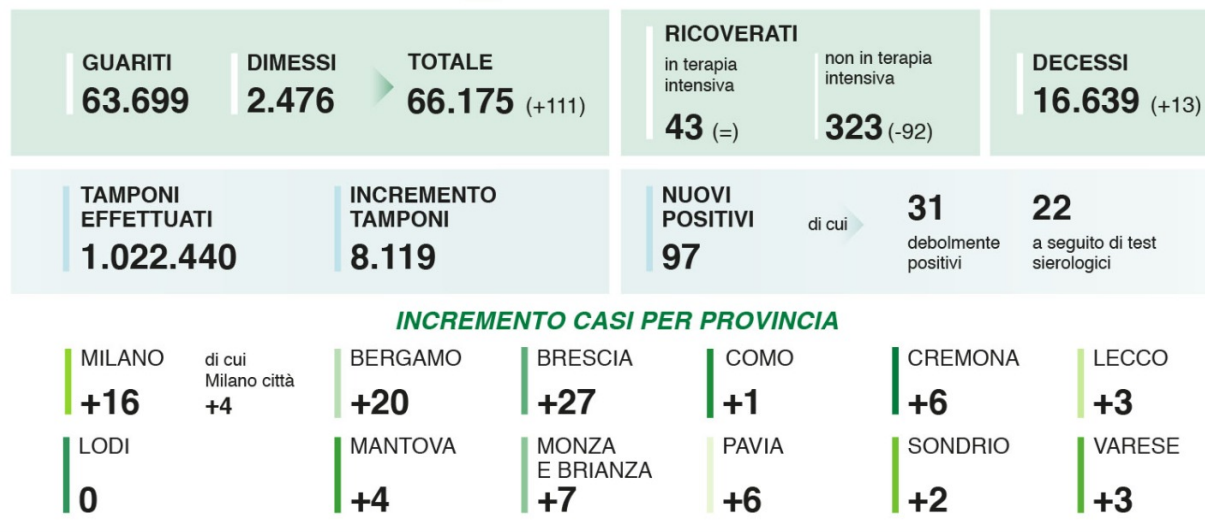 GUARITI
63.699
DIMESSI
2.476
TOTALE
66.175 (+111)
RICOVERATI
in terapia
intensiva
43 (=)
non in terapia
intensiva
323 (-92)
DECESSI
16.639 (+13)
TAMPONI
EFFETTUATI
1.022.440
INCREMENTO
TAMPONI
8.119
NUOVI
POSITIVI
97
di cui
31
debolmente
positivi
22
a seguito di test
sierologici
INCREMENTO CASI PER PROVINCIA
MILANO
+16
di cui
Milano città
+4
BERGAMO
+20
BRESCIA
+27
COMO
+1
CREMONA
+6
LECCO
+3
LODI
0
MANTOVA
+4
MONZA
E BRIANZA
+7
PAVIA
+6
SONDRIO
+2
VARESE
+3